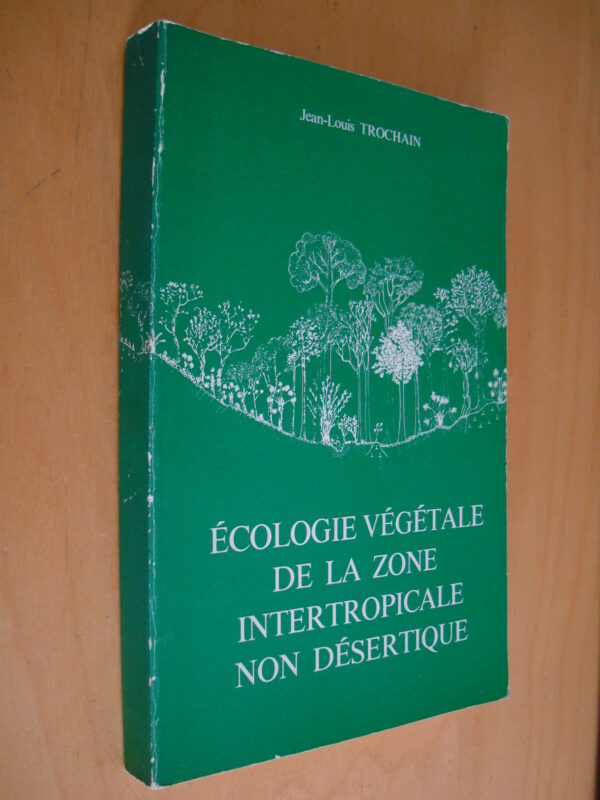 Jean-Louis TROCHAIN
ÉCOLOGIE VÉGÉTALE
DE LA ZONE
INTERTROPICALE
NON DÉSERTIQUE